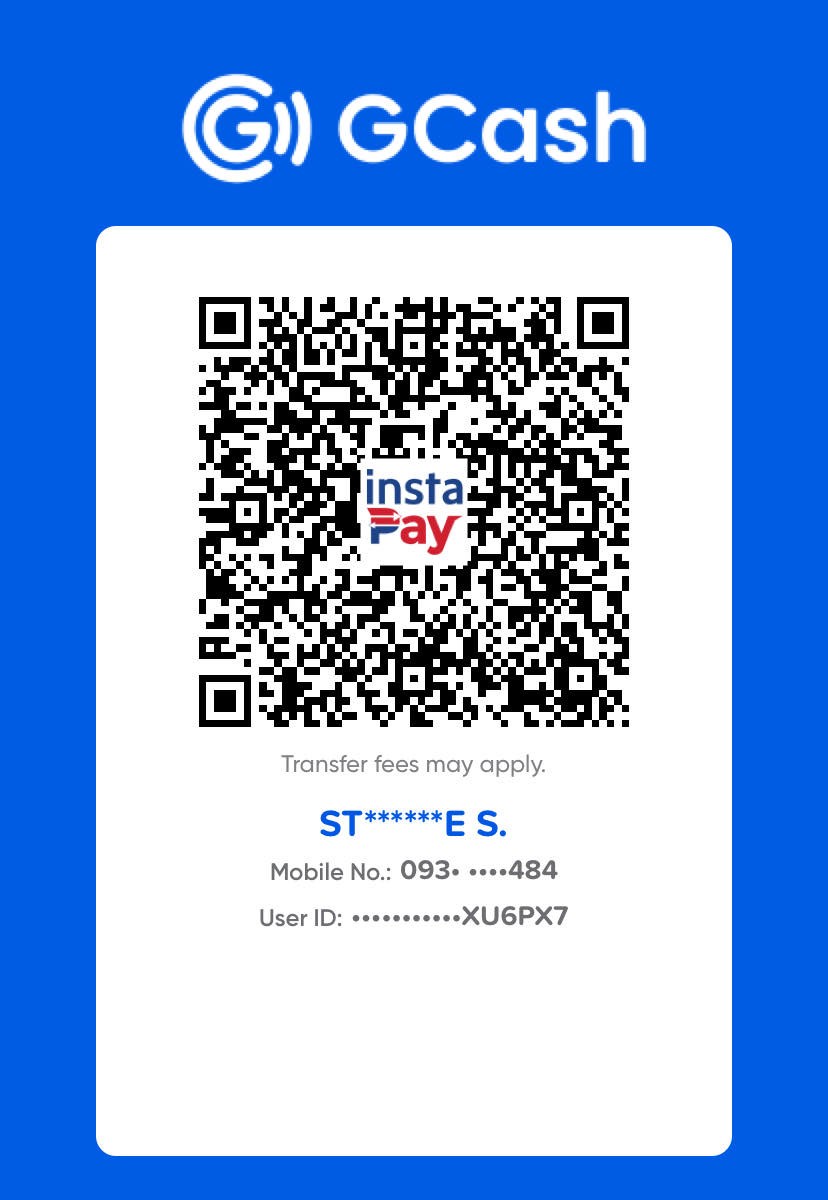 GCash
insta
Pay
Transfer fees may apply.
ST******E S.
Mobile No.: 093• ••••484
User ID: •••••••••••XU6PX7